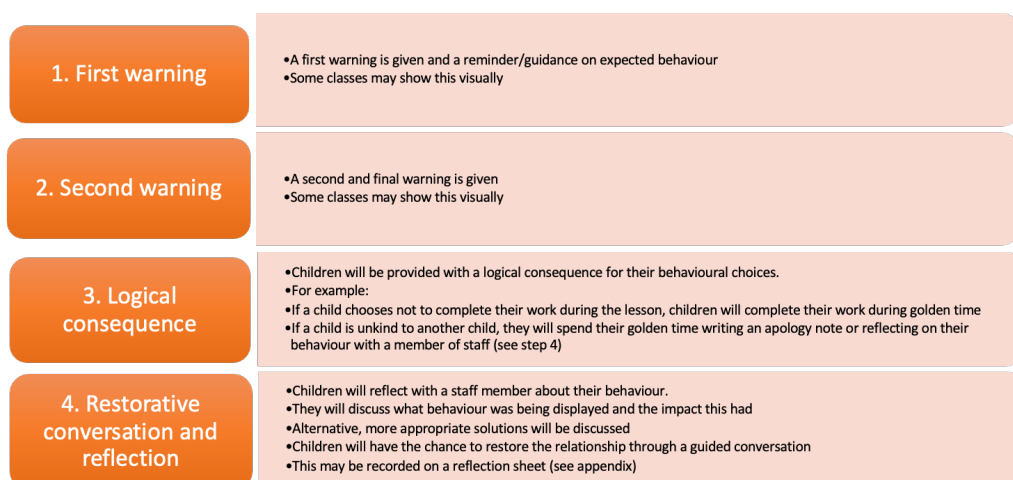 1. First warning
•A first warning is given and a reminder/guidance on expected behaviour
•Some classes may show this visually
2. Second warning
•A second and final warning is given
•Some classes may show this visually
3. Logical
consequence
•Children will be provided with a logical consequence for their behavioural choices.
•For example:
•If a child chooses not to complete their work during the lesson, children will complete their work during golden time
•If a child is unkind to another child, they will spend their golden time writing an apology note or reflecting on their
behaviour with a member of staff (see step 4)
4. Restorative
conversation and
reflection
•Children will reflect with a staff member about their behaviour.
•They will discuss what behaviour was being displayed and the impact this had
•Alternative, more appropriate solutions will be discussed
•Children will have the chance to restore the relationship through a guided conversation
•This may be recorded on a reflection sheet (see appendix)